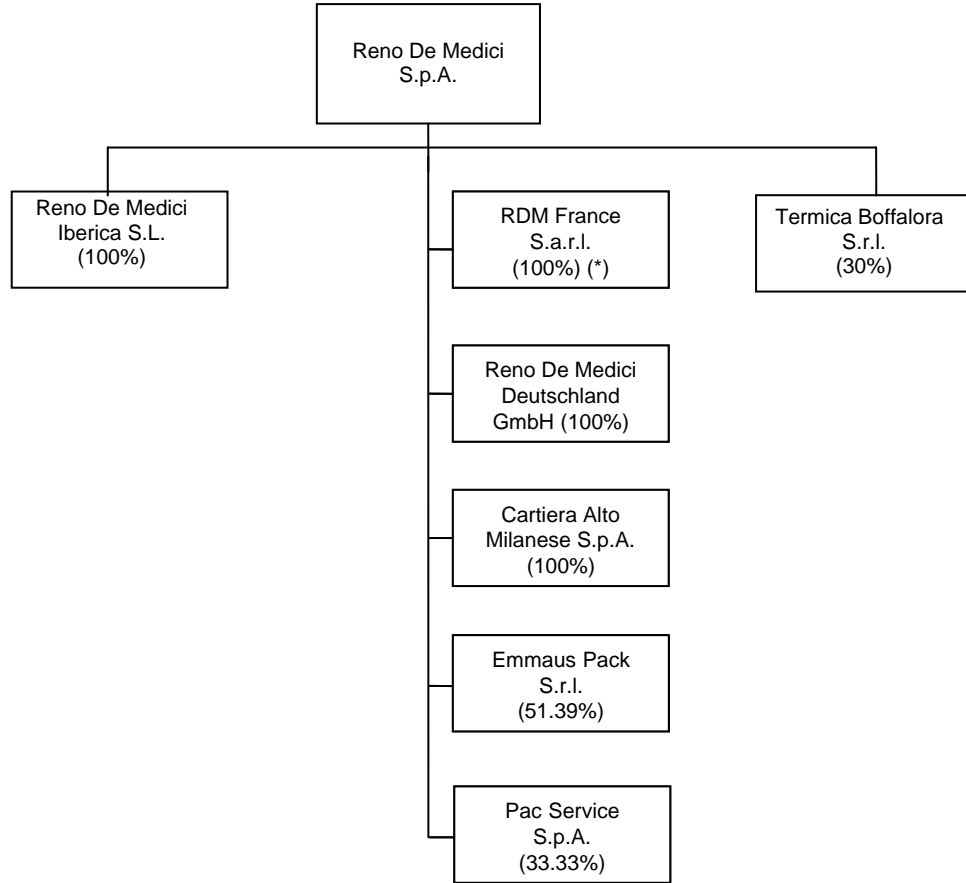 Reno De Medici
S.p.A.
Reno De Medici
Iberica S.L.
(100%)
RDM France
S.a.r.l.
(100%) (*)
Termica Boffalora
S.r.l.
(30%)
Reno De Medici
Deutschland
GmbH (100%)
Cartiera Alto
Milanese S.p.A.
(100%)
Emmaus Pack
S.r.l.
(51.39%)
Pac Service
S.p.A.
(33.33%)